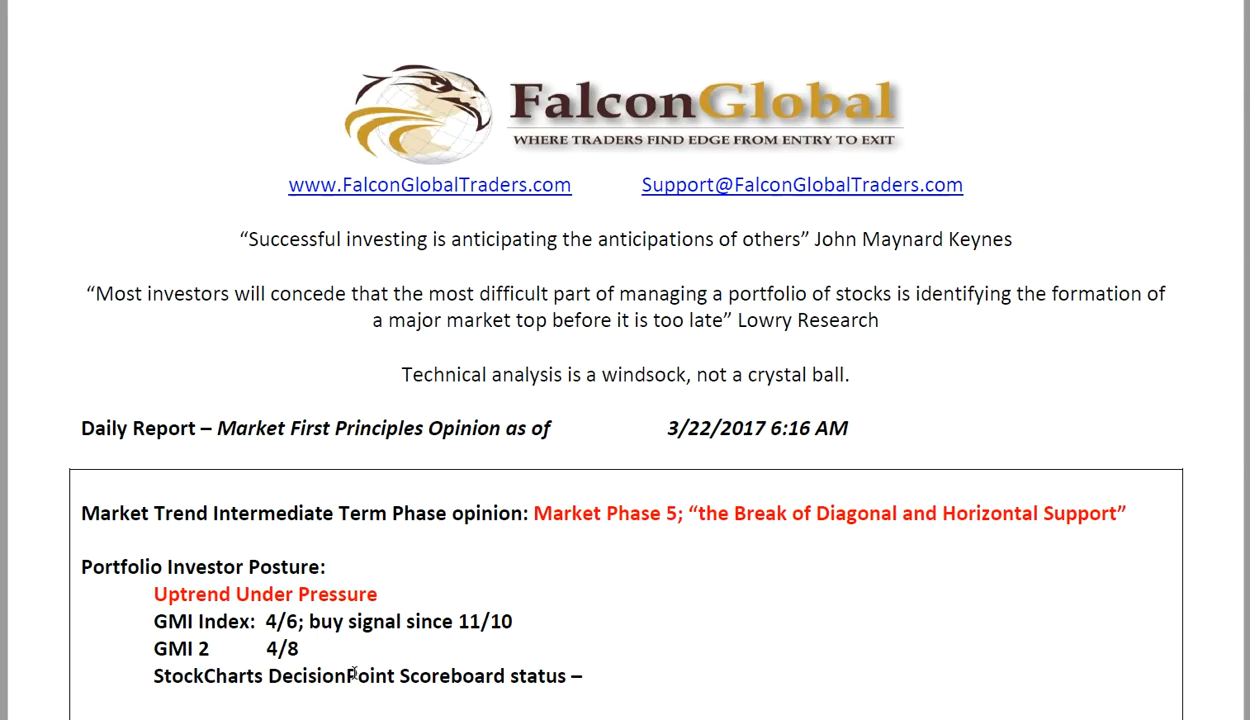 FalconGlobal
WHERE TRADERS FIND EDGE FROM ENTRY TO EXIT
www.FalconGlobalTraders.com Support@FalconGlobalTraders.com
“Successful investing is anticipating the anticipations of others” John Maynard Keynes
“Most investors will concede that the most difficult part of managing a portfolio of stocks is identifying the formation of
a major market top before it is too late” Lowry Research
Technical analysis is a windsock, not a crystal ball.
Daily Report – Market First Principles Opinion as of 3/22/2017 6:16 AM
Market Trend Intermediate Term Phase opinion: Market Phase 5; “the Break of Diagonal and Horizontal Support”
Portfolio Investor Posture:
Uptrend Under Pressure
GMI Index: 4/6; buy signal since 11/10
GMI 2 4/8
StockCharts DecisionPoint Scoreboard status –